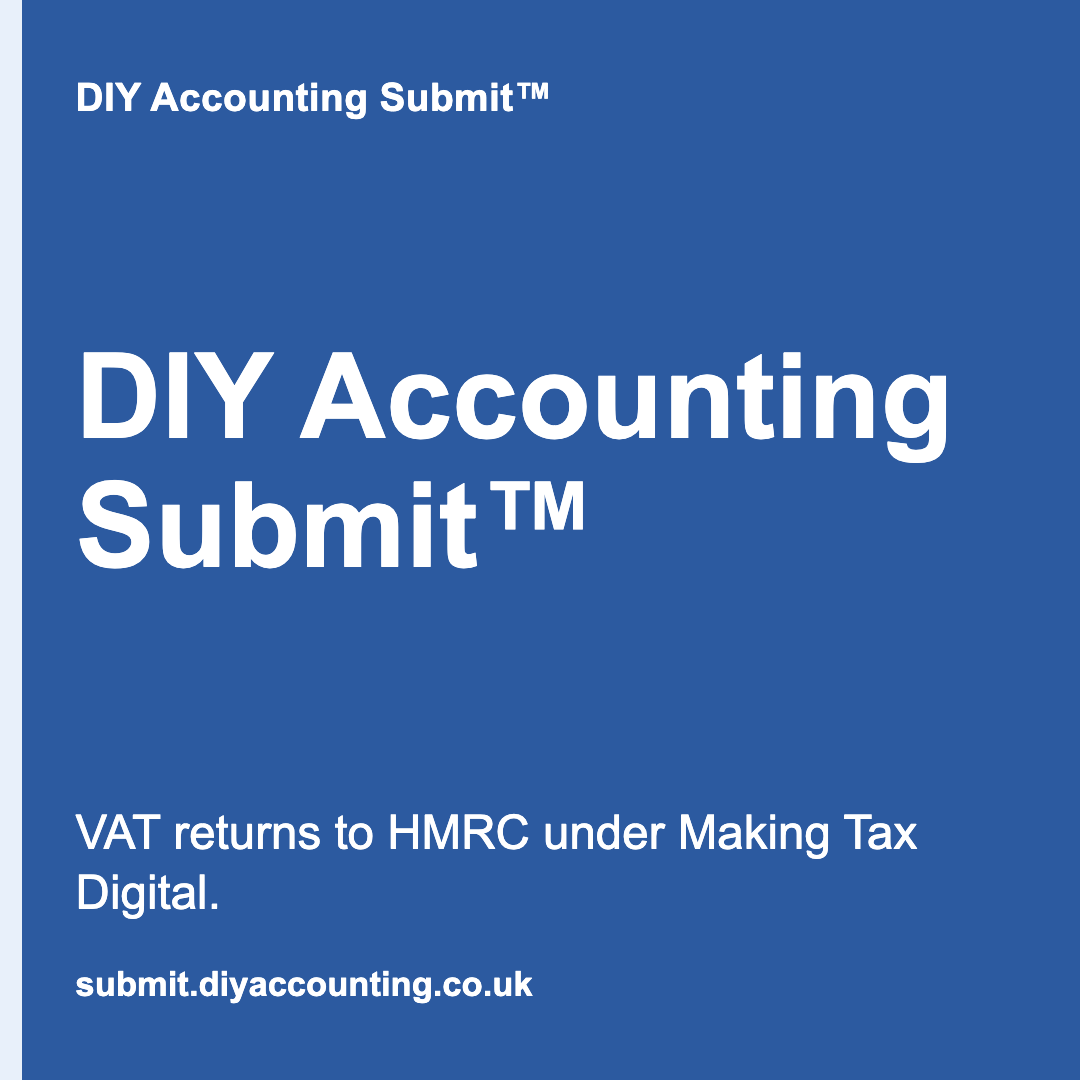 DIY Accounting Submit™
DIY Accounting
Submit™
VAT returns to HMRC under Making Tax
Digital.
submit.diyaccounting.co.uk